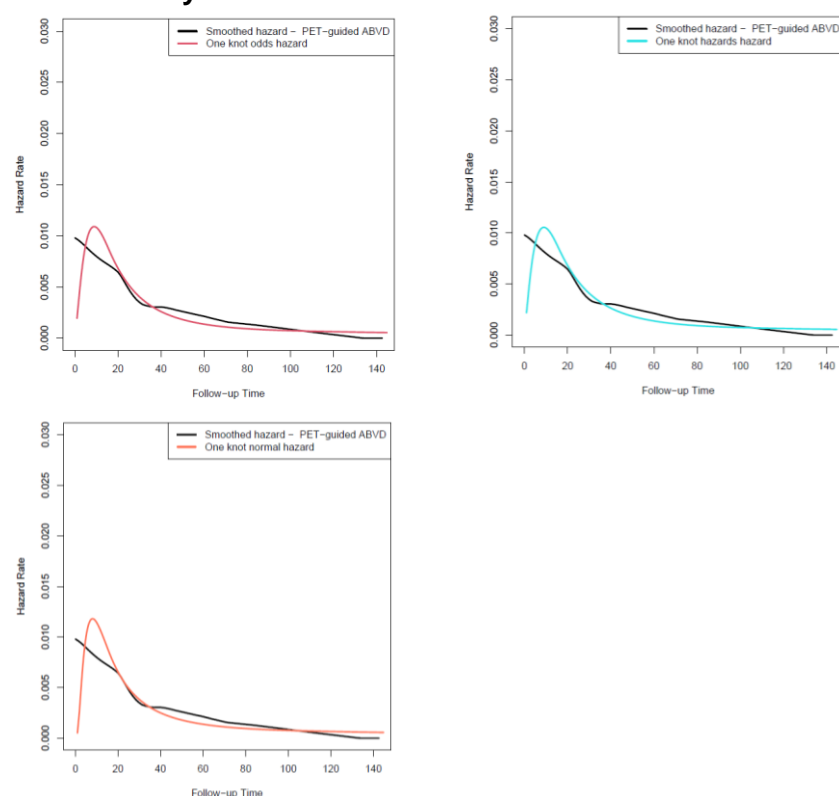 Smoothed hazard − PET−guided ABVD
One knot odds hazard
0.030
0.025
0.020
0.015
0.010
0.005
0.000
Hazard Rate
0 20 40 60 80 100 120 140
Follow−up Time
Smoothed hazard − PET−guided ABVD
One knot hazards hazard
0.030
0.025
0.020
0.015
0.010
0.005
0.000
Hazard Rate
0 20 40 60 80 100 120 140
Follow−up Time
Smoothed hazard − PET−guided ABVD
One knot normal hazard
0.030
0.025
0.020
0.015
0.010
0.005
0.000
Hazard Rate
0 20 40 60 80 100 120 140
Follow−up Time